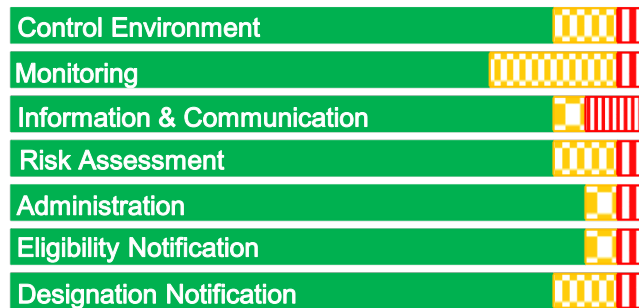 Control Environment
Monitoring
Information & Communication
Risk Assessment
Administration
Eligibility Notification
Designation Notification